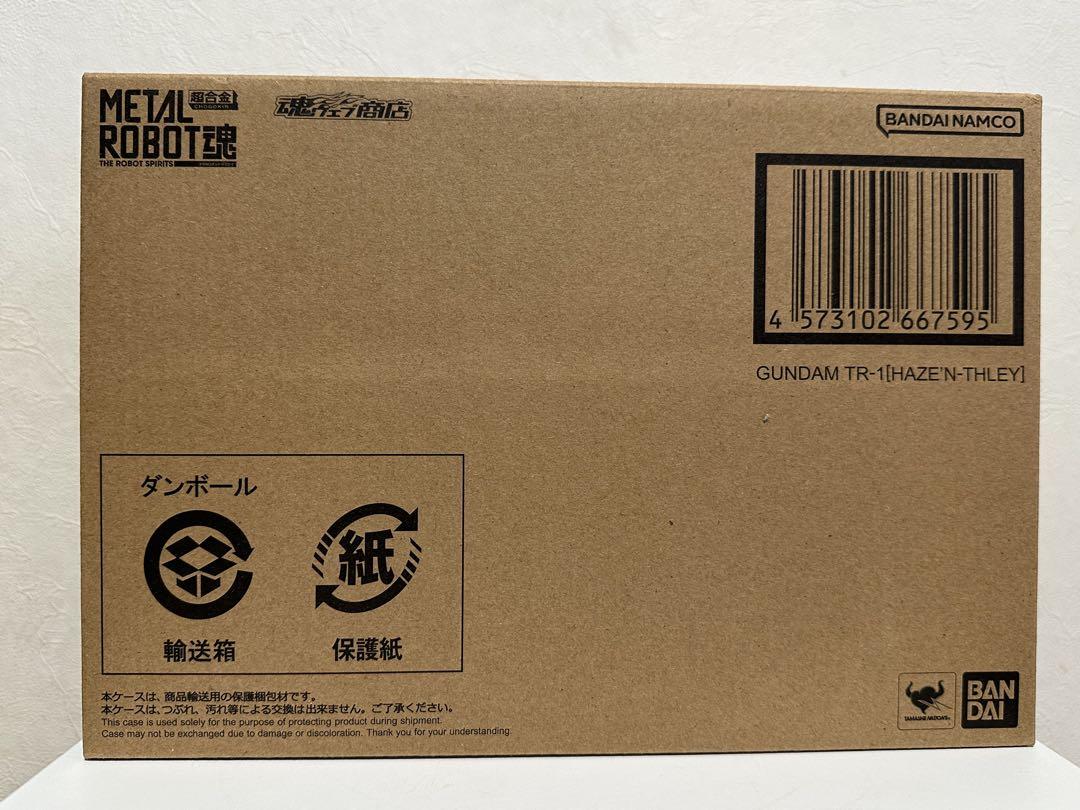 METAL 超合金
CHOGOKIN
ROBOT魂
THE ROBOT SPIRITS
魂ウェブ商店
BANDAI NAMCO
4 573102 667595
GUNDAM TR-1[HAZE'N-THLEY]
ダンボール
紙
輸送箱 保護紙
本ケースは、商品輸送用の保護梱包材です。
本ケースは、つぶれ、汚れ等による交換は出来ません。ご了承ください。
This case is used solely for the purpose of protecting product during shipment.
Case may not be exchanged due to damage or discoloration. Thank you for your understanding.
TAMASHII NATIONS
BAN
DAI